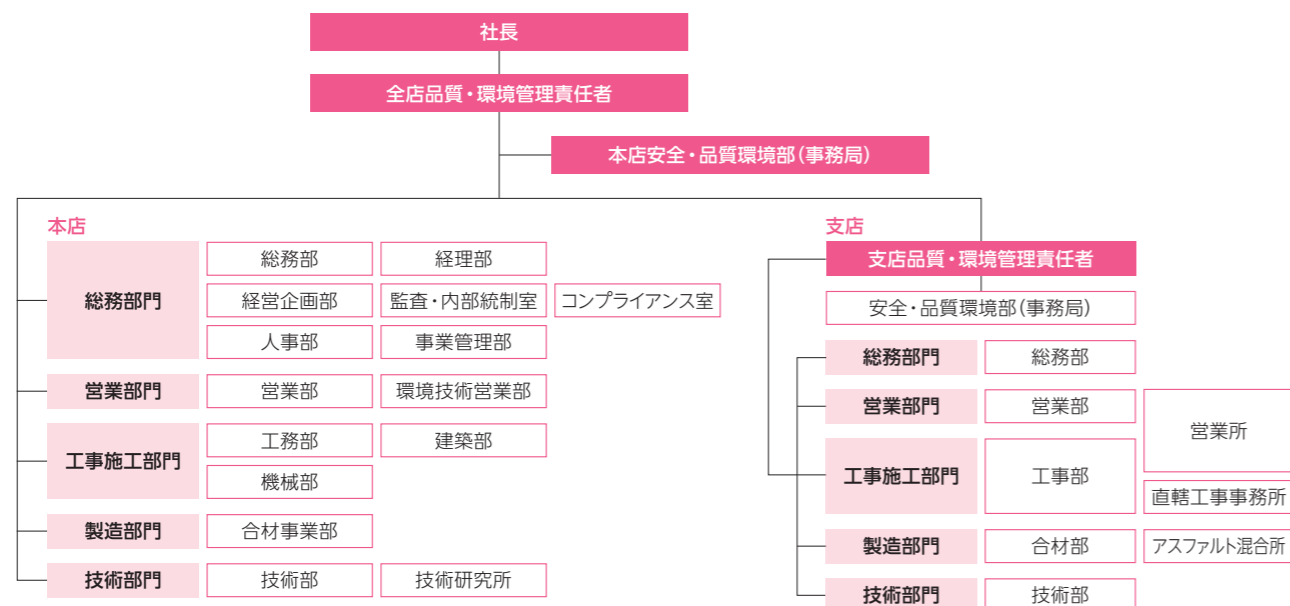 社長
全店品質・環境管理責任者
本店安全・品質環境部(事務局)
本店
総務部門
総務部
経理部
経営企画部
監査・内部統制室
コンプライアンス室
人事部
事業管理部
営業部門
営業部
環境技術営業部
工事施工部門
工務部
建築部
機械部
製造部門
合材事業部
技術部門
技術部
技術研究所
支店
支店品質・環境管理責任者
安全・品質環境部(事務局)
総務部門
総務部
営業部門
営業部
営業所
工事施工部門
工事部
直轄工事事務所
製造部門
合材部
アスファルト混合所
技術部門
技術部